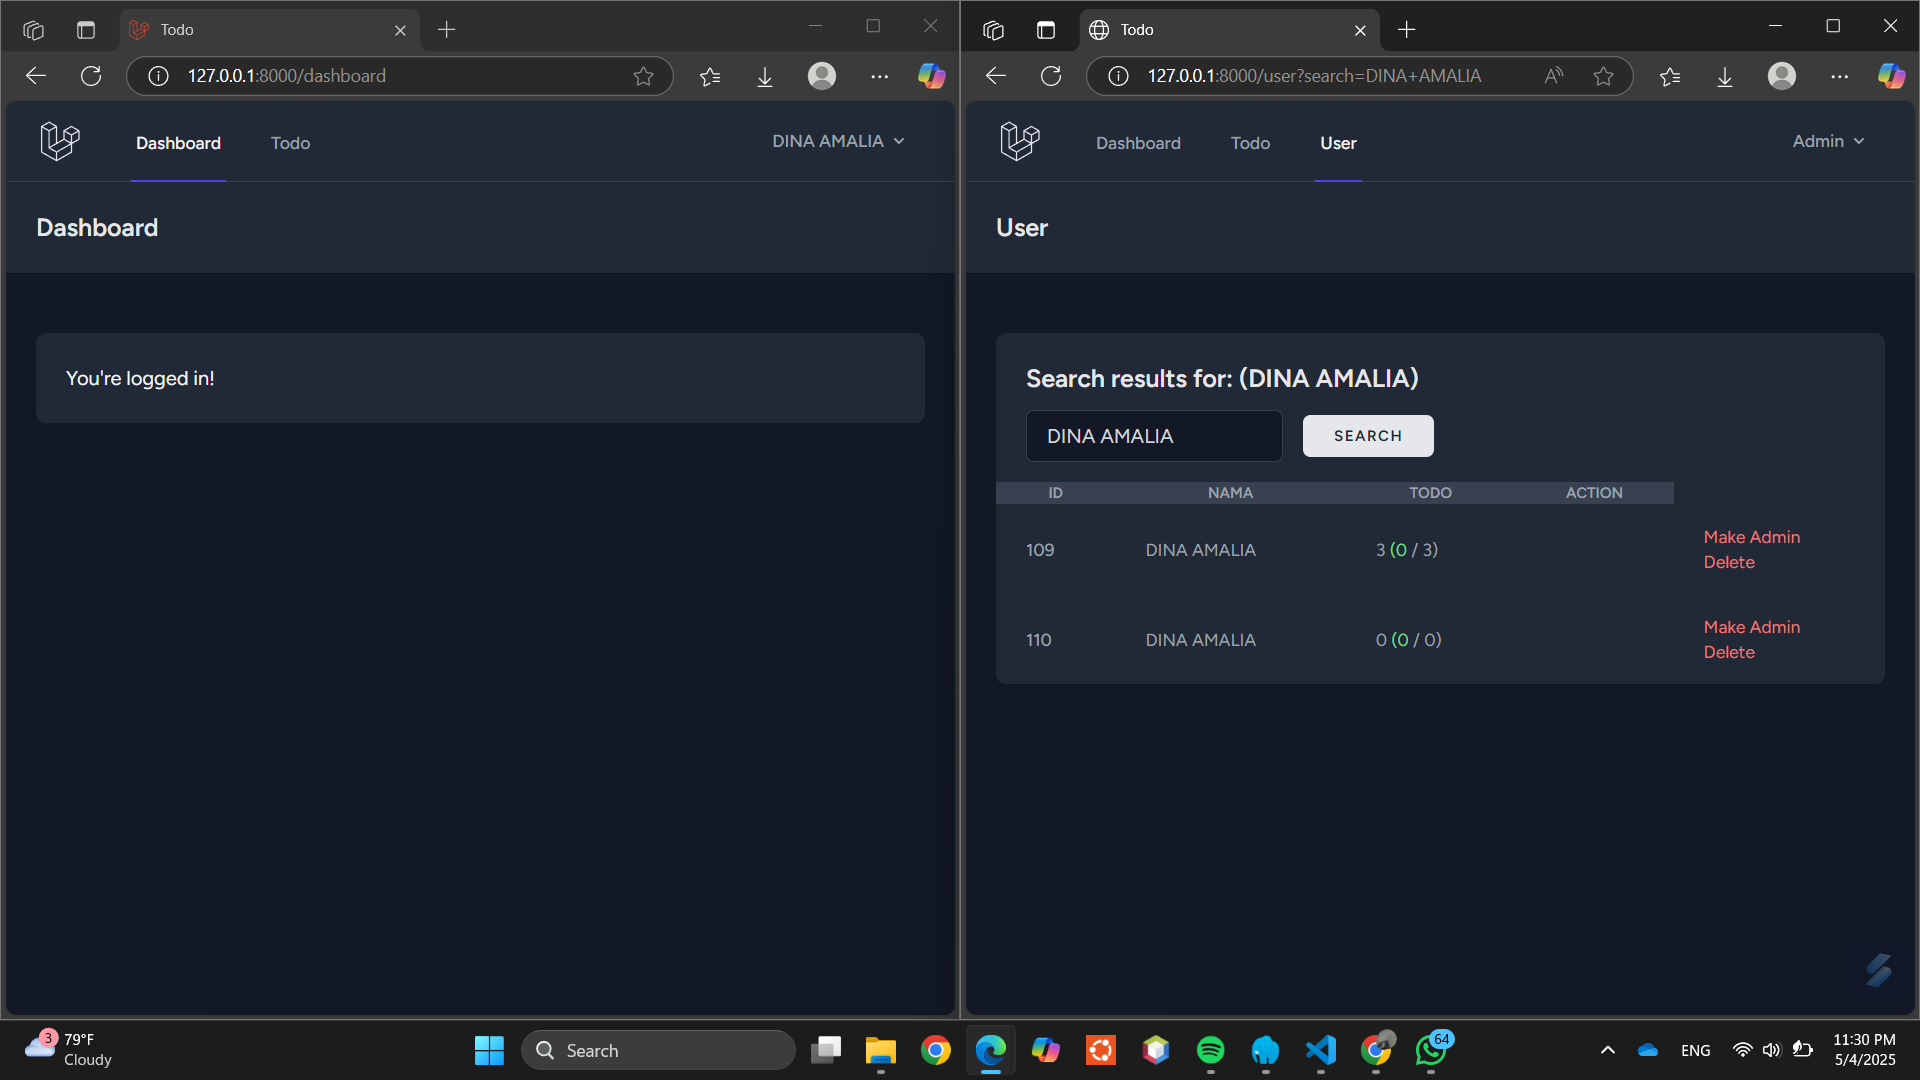 Todo
127.0.0.1:8000/dashboard
Dashboard
Todo
DINA AMALIA
Dashboard
You're logged in!
Todo
127.0.0.1:8000/user?search=DINA+AMALIA
Dashboard
Todo
User
Admin
User
Search results for: (DINA AMALIA)
DINA AMALIA
SEARCH
ID NAMA TODO ACTION
109 DINA AMALIA 3 (0 / 3)
Make Admin
Delete
110 DINA AMALIA 0 (0 / 0)
Make Admin
Delete
3
79°F
Cloudy
Search
64
ENG
11:30 PM
5/4/2025